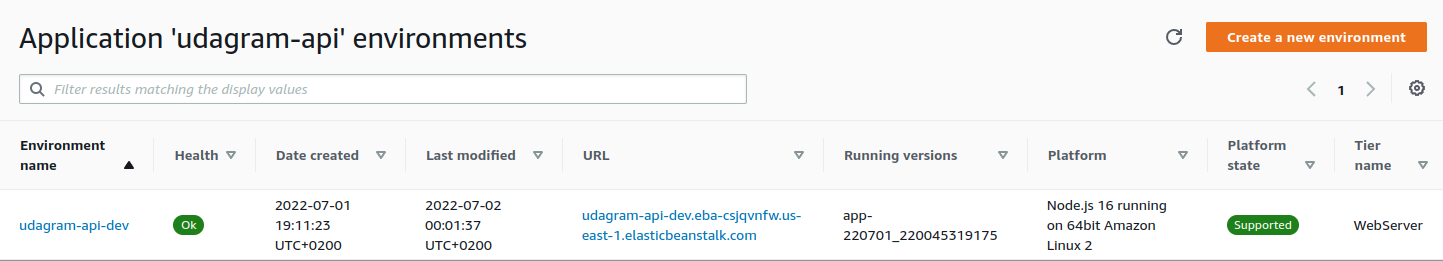 Application 'udagram-api' environments
Create a new environment
Filter results matching the display values
1
Environment
name
Health
Date created
Last modified
URL
Running versions
Platform
Platform
state
Tier
name
udagram-api-dev
Ok
2022-07-01
19:11:23
UTC+0200
2022-07-02
00:01:37
UTC+0200
udagram-api-dev.eba-csjqvnfw.us-
east-1.elasticbeanstalk.com
app-
220701_220045319175
Node.js 16 running
on 64bit Amazon
Linux 2
Supported
WebServer